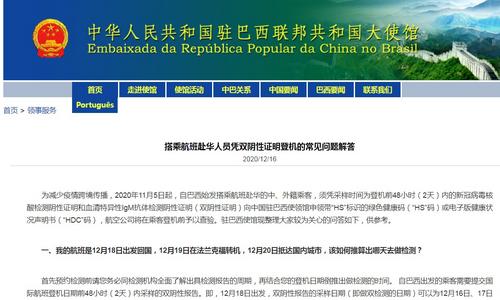 中华人民共和国驻巴西联邦共和国大使馆
Embaixada da República Popular da China no Brasil
首页 走进使馆 使馆活动 中巴关系 中国要闻 巴西要闻 联系我们
Português
首页 > 领事服务
搭乘航班赴华人员凭双阴性证明登机的常见问题解答
2020/12/16
为减少疫情跨境传播,2020年11月5日起,自巴西始发搭乘航班赴华的中、外籍乘客,须凭采样时间为登机前48小时(2天)内的新冠病毒核
酸检测阴性证明和血清特异性IgM抗体检测阴性证明(双阴性证明)向中国驻巴西使领馆申领带“HS”标识的绿色健康码(“HS”码)或电子版健康状
况声明书(“HDC”码),航空公司将在乘客登机前予以查验。驻巴西使馆现整理大家较为关心的问答如下,供参考。
一、我的航班是12月18日出发回国,12月19日在法兰克福转机,12月20日抵达国内城市,该如何推算出哪天去做检测?
首先预约检测前请您务必同检测机构全面了解出具检测报告的周期,再结合您的登机日期倒推出做检测的时间。自巴西出发的乘客需要提交国
际航班登机日期前48小时(2天)内采样的双阴性报告。即,12月18日出发,双阴性报告的采样日期(即做双检测的日期)可以为12月16日、17日